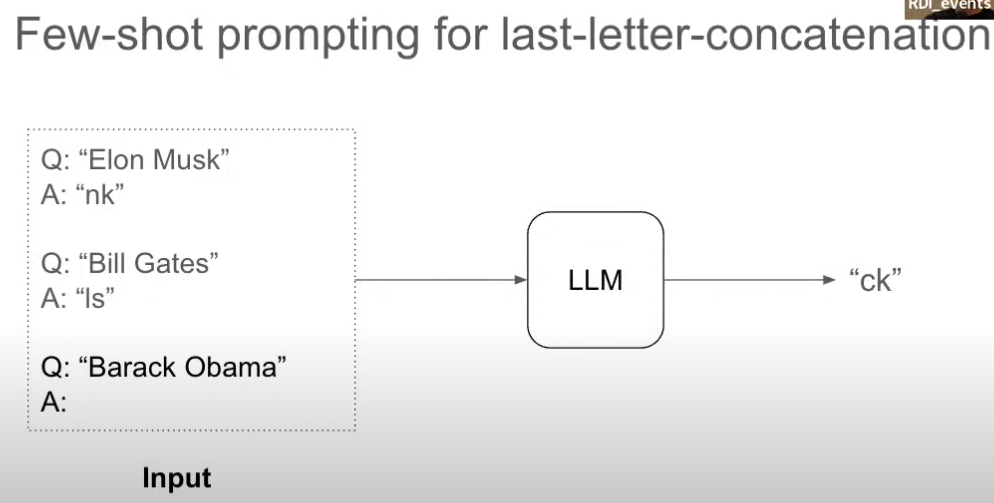 RDI_events
Few-shot prompting for last-letter-concatenation
Q: “Elon Musk”
A: “nk”
Q: “Bill Gates”
A: “ls”
Q: “Barack Obama”
A:
LLM
“ck”
Input